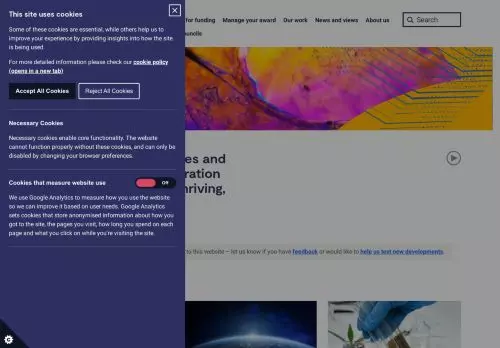 This site uses cookies
Some of these cookies are essential, while others help us to
improve your experience by providing insights into how the site
is being used.
For more detailed information please check our cookie policy
(opens in a new tab)
Accept All Cookies
Reject All Cookies
Necessary Cookies
Necessary cookies enable core functionality. The website
cannot function properly without these cookies, and can only be
disabled by changing your browser preferences.
Cookies that measure website use
Off
We use Google Analytics to measure how you use the website
so we can improve it based on user needs. Google Analytics
sets cookies that store anonymised information about how you
got to the site, the pages you visit, how long you spend on each
page and what you click on while you're visiting the site.
for funding Manage your award Our work News and views About us
Search
uncils
es and
ration
hriving,
to this website – let us know if you have feedback or would like to help us test new developments.